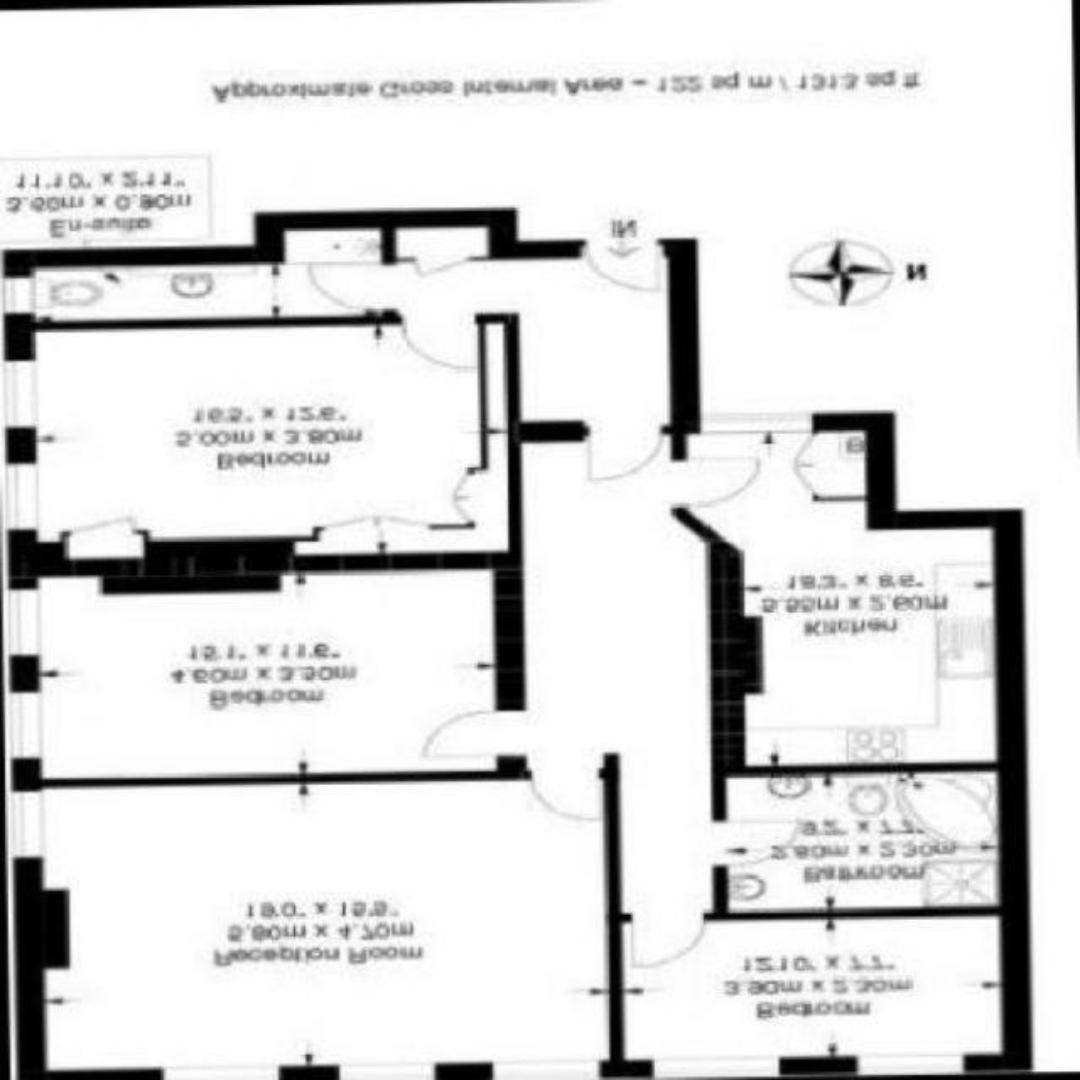 Bedroom
3.90m x 2.30m
12'10" x 7'7"
Reception Room
5.80m x 4.70m
19'0" x 15'5"
Bathroom
2.80m x 2.30m
9'2" x 7'7"
Bedroom
4.60m x 3.50m
15'1" x 11'6"
Kitchen
5.55m x 2.60m
18'3" x 8'6"
Bedroom
5.00m x 3.80m
16'5" x 12'6"
B
N
IN
En-suite
3.60m x 0.90m
11'10" x 2'11"
Approximate Gross Internal Area - 122 sq m / 1313 sq ft